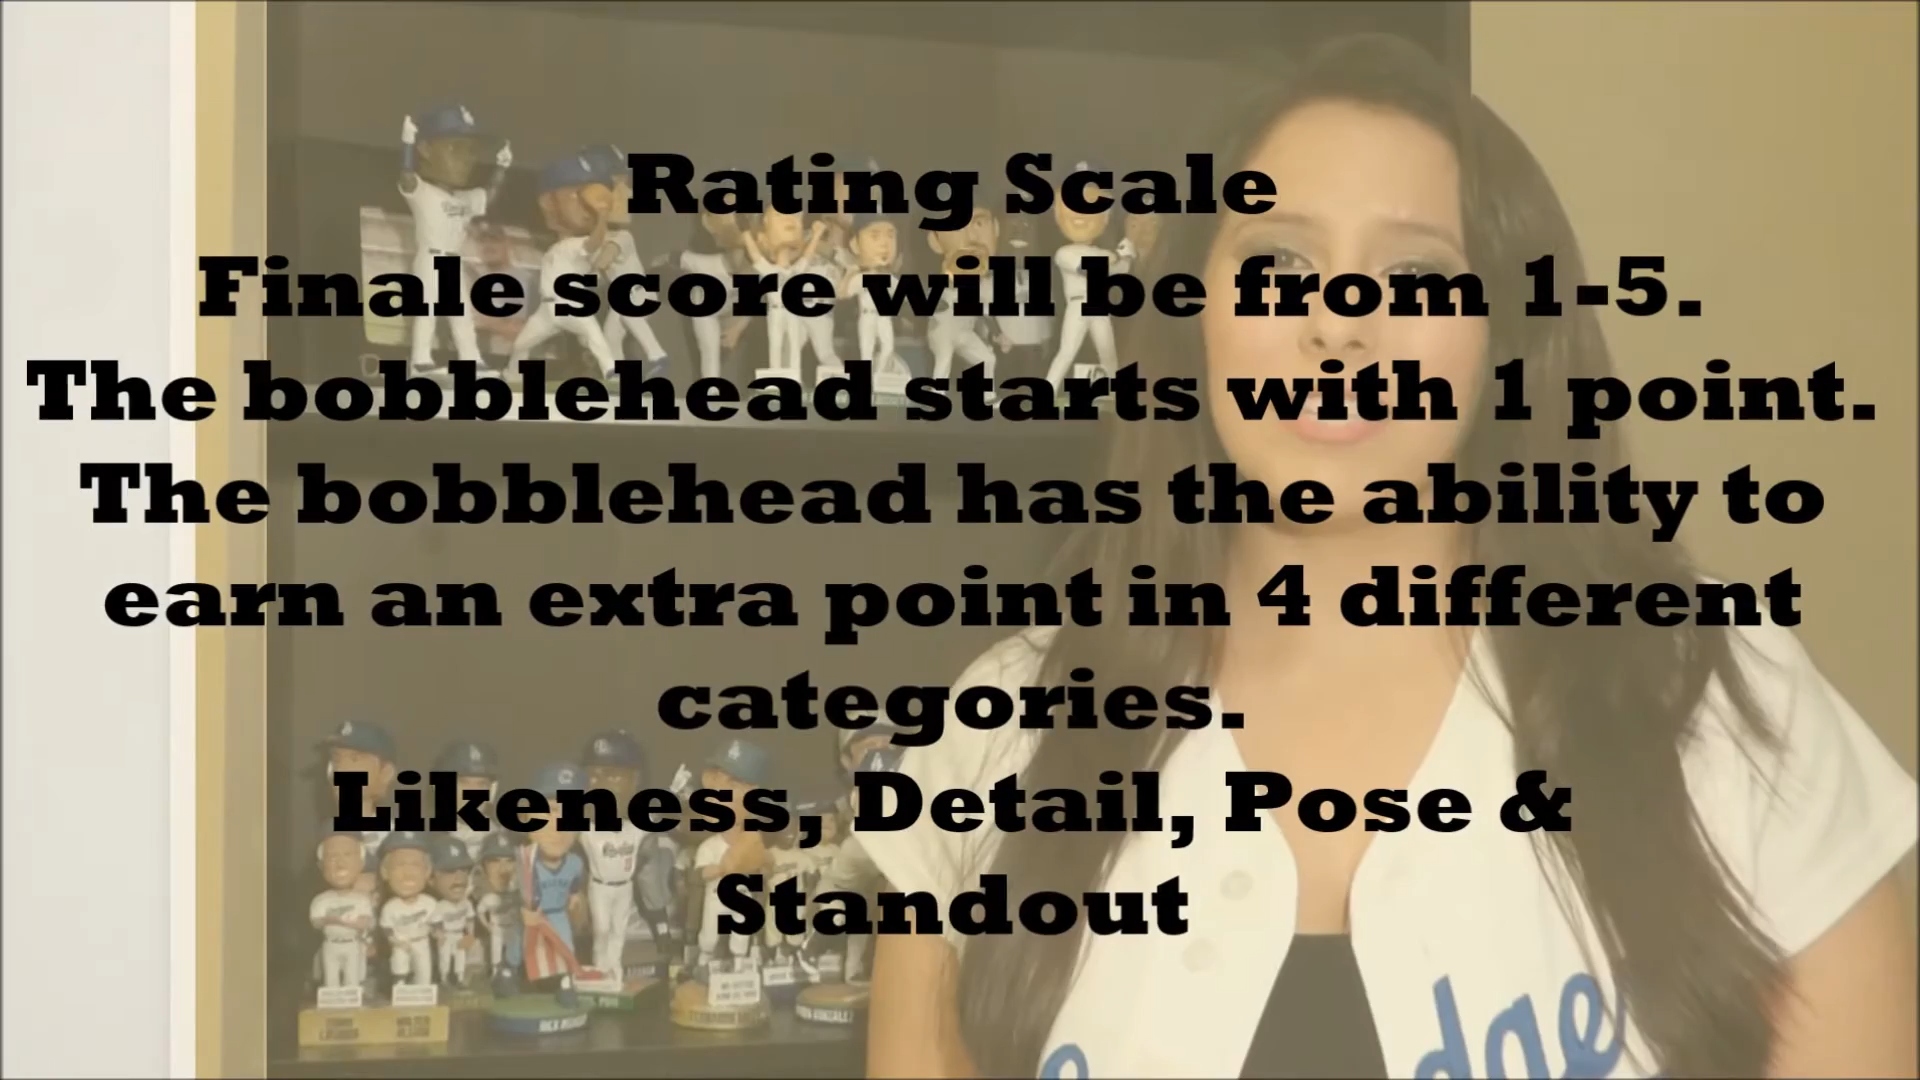 Rating Scale
Finale score will be from 1-5.
The bobblehead starts with 1 point.
The bobblehead has the ability to
earn an extra point in 4 different
categories.
Likeness, Detail, Pose &
Standout